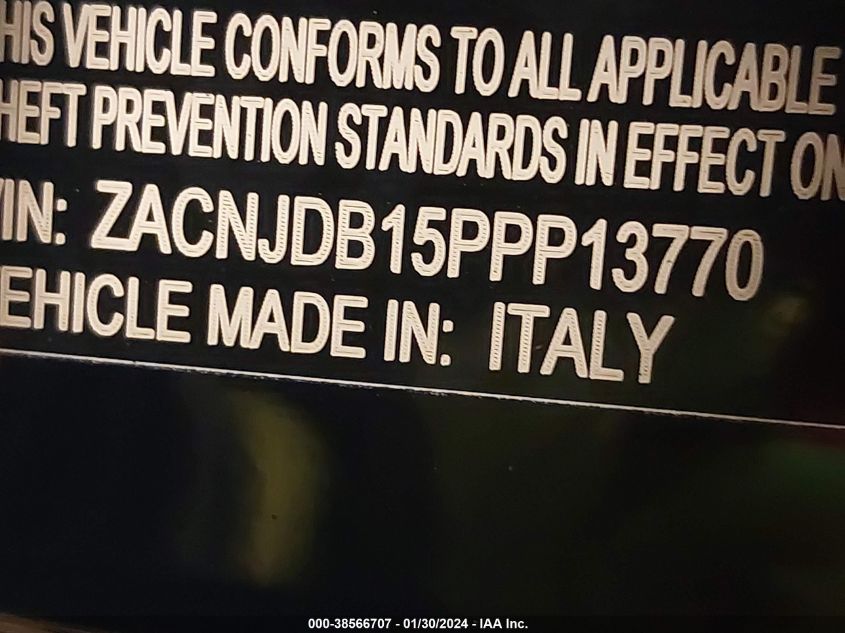 HIS VEHICLE CONFORMS TO ALL APPLICABLE
HEFT PREVENTION STANDARDS IN EFFECT ON
VIN: ZACNJDB15PPP13770
EHICLE MADE IN: ITALY
000-38566707 - 01/30/2024 - IAA Inc.